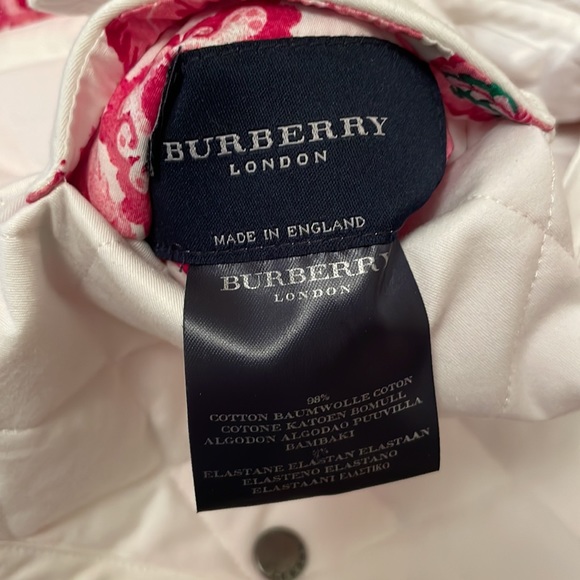 BURBERRY
LONDON
MADE IN ENGLAND
BURBERRY
LONDON
98%
COTTON BAUMWOLLE COTON
COTONE KATOEN BOMULL
ALGODON ALGODAO PUUVILLA
BAMBAKI
ELASTANE ELASTAN ELASTAAN
ELASTENO ELASTANO
ELASTAANI ΕΛΑΣΤΙΚΟ